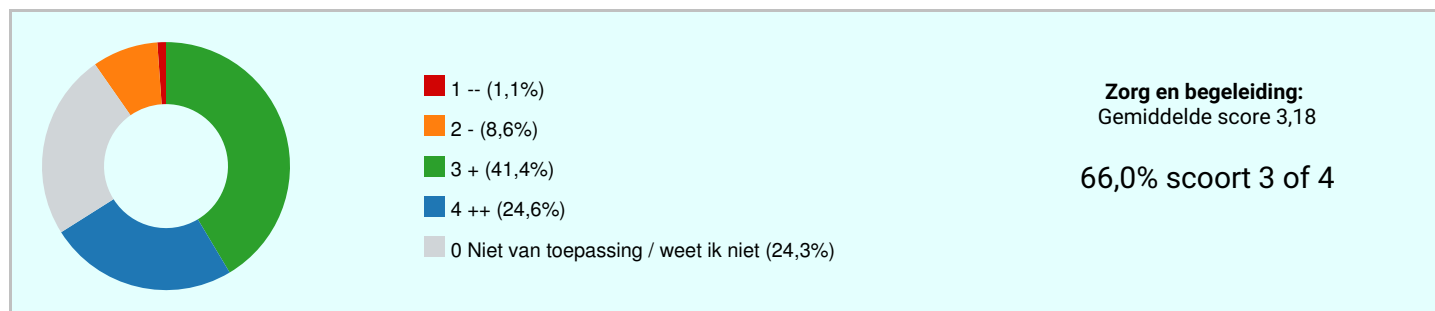 1 -- (1,1%)
2 - (8,6%)
3 + (41,4%)
4 ++ (24,6%)
0 Niet van toepassing / weet ik niet (24,3%)
Zorg en begeleiding:
Gemiddelde score 3,18
66,0% scoort 3 of 4